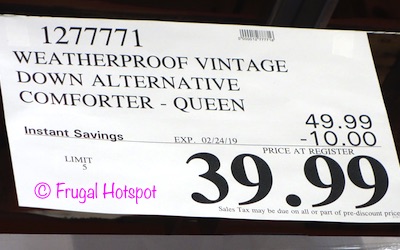 1277771
WEATHERPROOF VINTAGE
DOWN ALTERNATIVE
COMFORTER - QUEEN
49.99
Instant Savings EXP. 02/24/19 -10.00
PRICE AT REGISTER
LIMIT
5
39.99
© Frugal Hotspot
Sales Tax may be due on all or part of pre-discount price